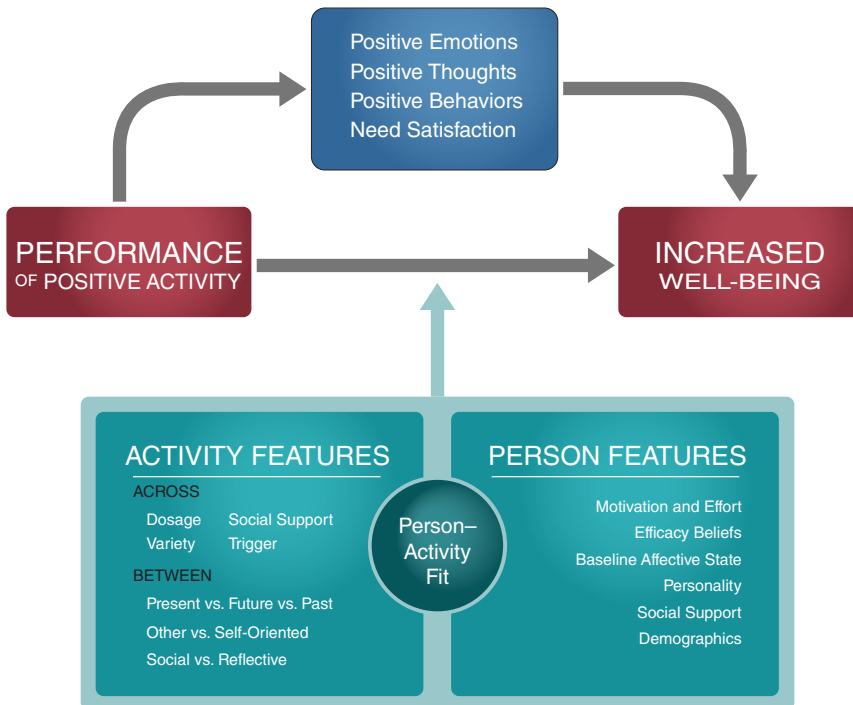 Positive Emotions
Positive Thoughts
Positive Behaviors
Need Satisfaction
PERFORMANCE
OF POSITIVE ACTIVITY
INCREASED
WELL-BEING
ACTIVITY FEATURES
ACROSS
Dosage Social Support
Variety Trigger
BETWEEN
Present vs. Future vs. Past
Other vs. Self-Oriented
Social vs. Reflective
Person–
Activity
Fit
PERSON FEATURES
Motivation and Effort
Efficacy Beliefs
Baseline Affective State
Personality
Social Support
Demographics